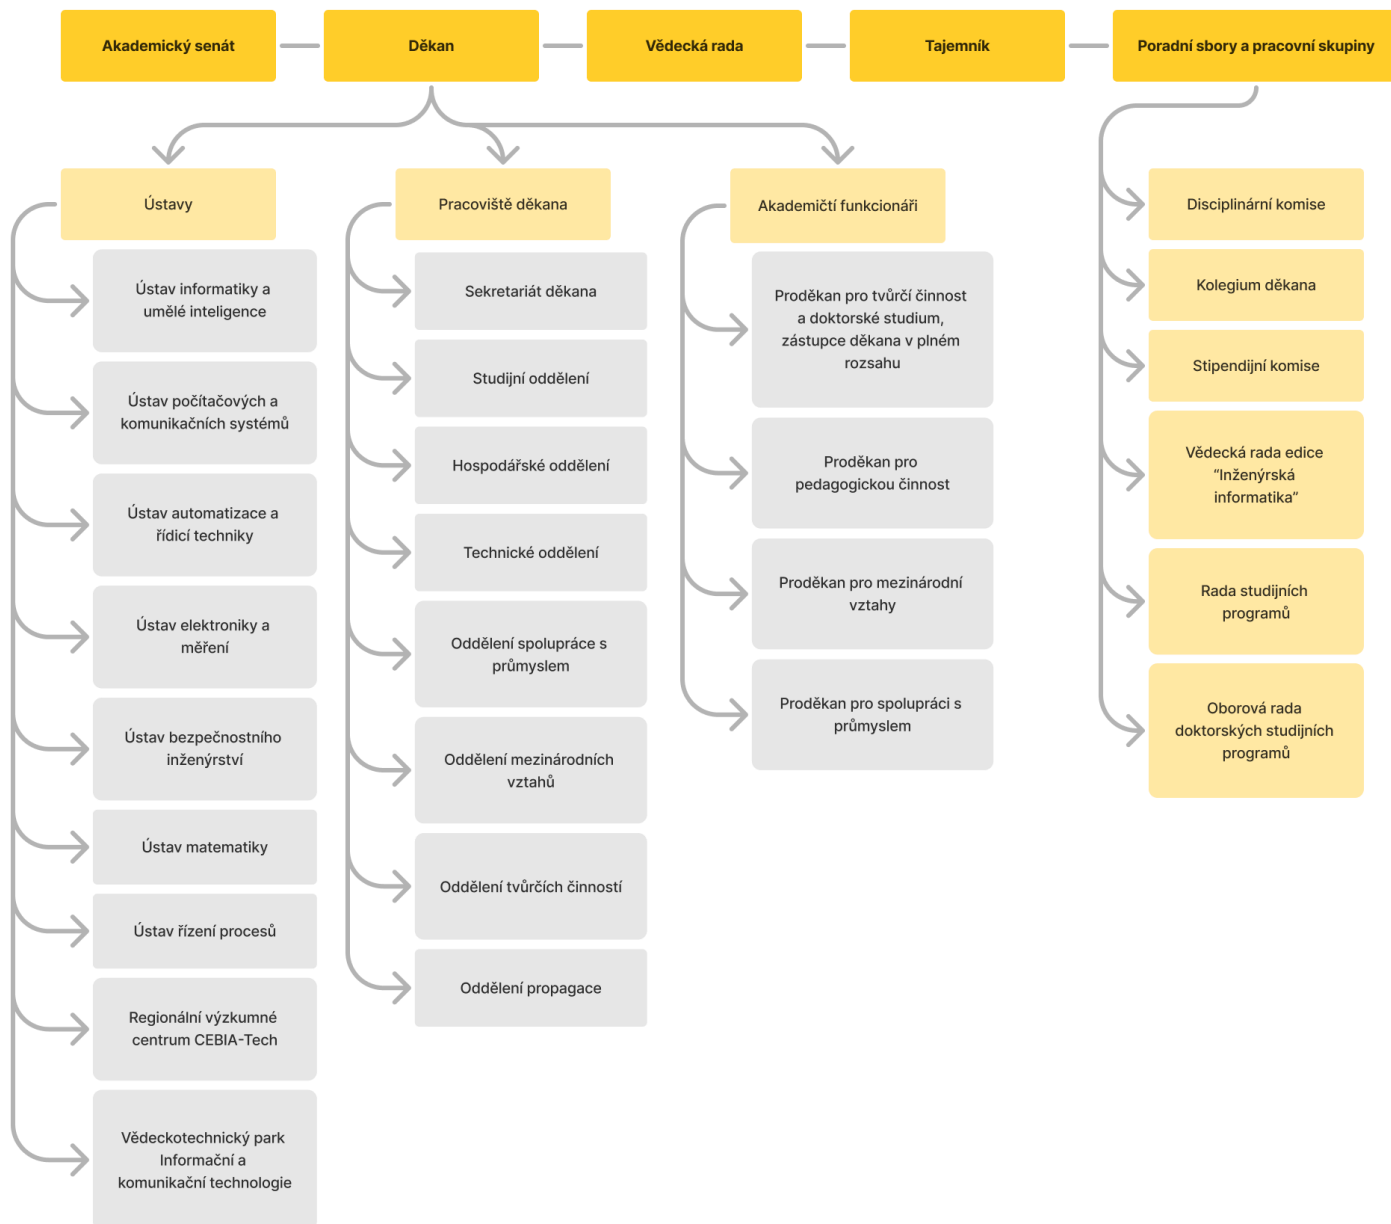 Akademický senát
Děkan
Vědecká rada
Tajemník
Poradní sbory a pracovní skupiny
Ústavy
Ústav informatiky a
umělé inteligence
Ústav počítačových a
komunikačních systémů
Ústav automatizace a
řídicí techniky
Ústav elektroniky a
měření
Ústav bezpečnostního
inženýrství
Ústav matematiky
Ústav řízení procesů
Regionální výzkumné
centrum CEBIA-Tech
Vědeckotechnický park
Informační a
komunikační technologie
Pracoviště děkana
Sekretariát děkana
Studijní oddělení
Hospodářské oddělení
Technické oddělení
Oddělení spolupráce s
průmyslem
Oddělení mezinárodních
vztahů
Oddělení tvůrčích činností
Oddělení propagace
Akademičtí funkcionáři
Proděkan pro tvůrčí činnost
a doktorské studium,
zástupce děkana v plném
rozsahu
Proděkan pro
pedagogickou činnost
Proděkan pro mezinárodní
vztahy
Proděkan pro spolupráci s
průmyslem
Disciplinární komise
Kolegium děkana
Stipendijní komise
Vědecká rada edice
“Inženýrská
informatika“
Rada studijních
programů
Oborová rada
doktorských studijních
programů